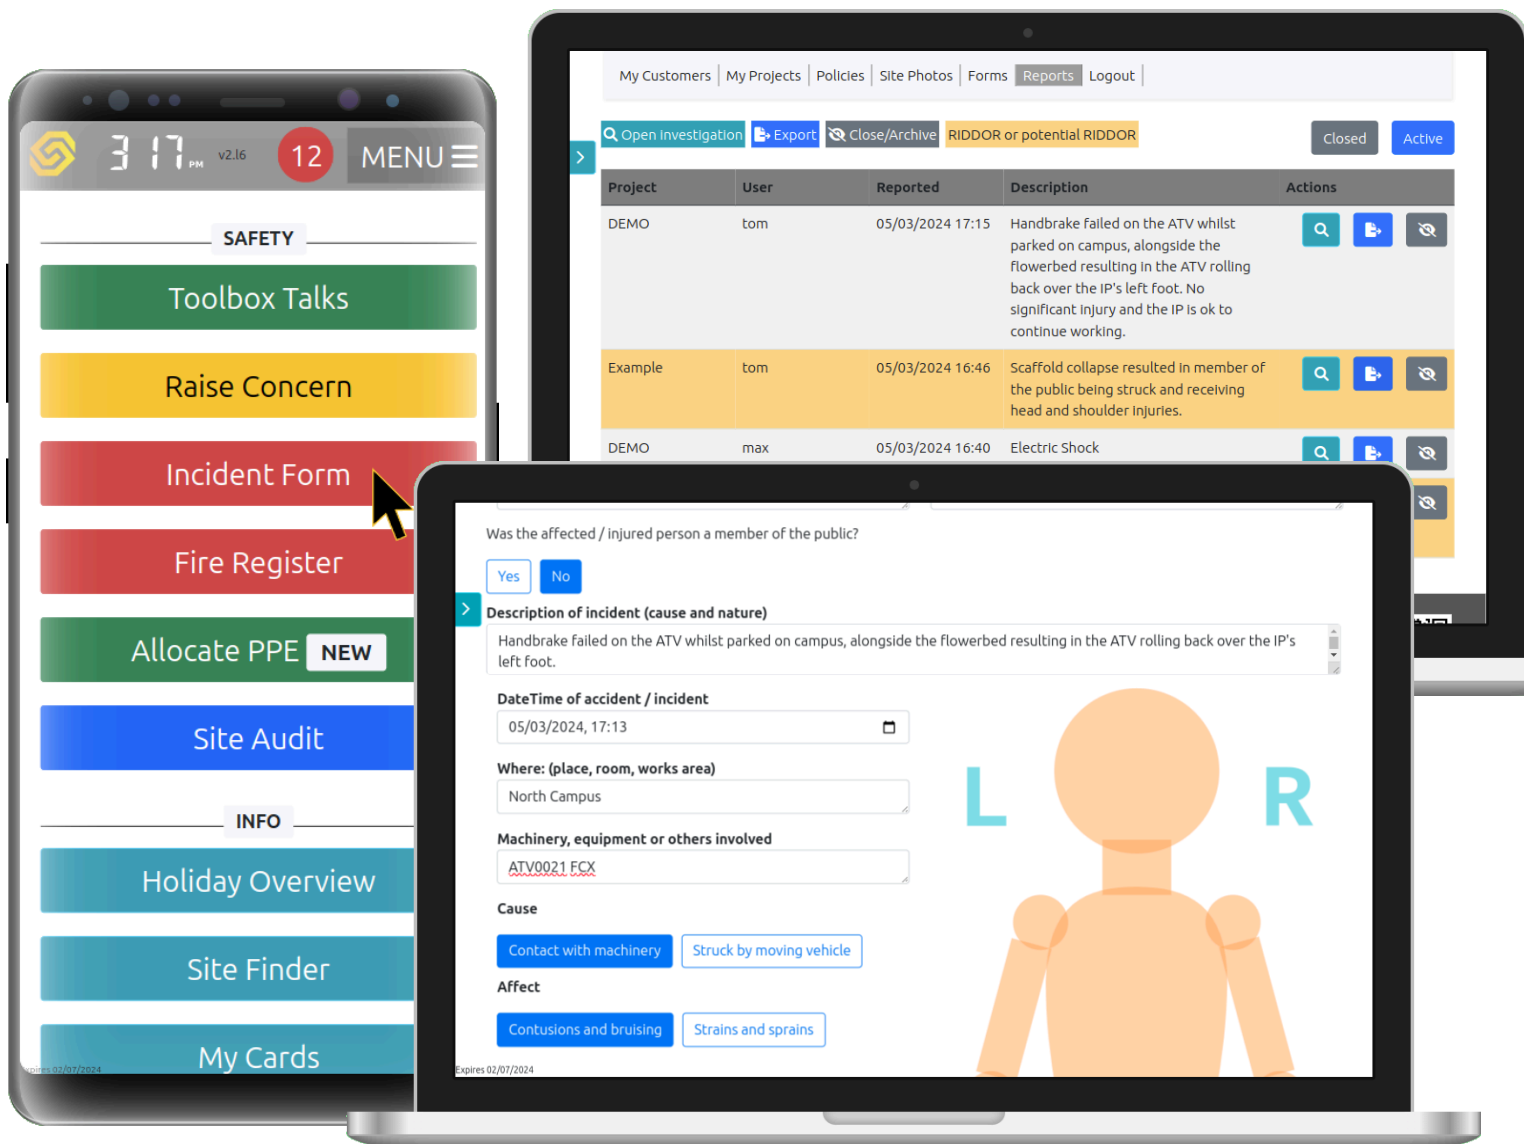 3 17 PM v2.16 12 MENU
SAFETY
Toolbox Talks
Raise Concern
Incident Form
Fire Register
Allocate PPE NEW
Site Audit
INFO
Holiday Overview
Site Finder
My Cards
02/07/2024
My Customers My Projects Policies Site Photos Forms Reports Logout
Open Investigation Export Close/Archive RIDDOR or potential RIDDOR Closed Active
Project User Reported Description Actions
DEMO tom 05/03/2024 17:15 Handbrake failed on the ATV whilst
parked on campus, alongside the
flowerbed resulting in the ATV rolling
back over the IP's left foot. No
significant injury and the IP is ok to
continue working.
Example tom 05/03/2024 16:46 Scaffold collapse resulted in member of
the public being struck and receiving
head and shoulder injuries.
DEMO max 05/03/2024 16:40 Electric Shock
Was the affected / injured person a member of the public?
Yes No
Description of incident (cause and nature)
Handbrake failed on the ATV whilst parked on campus, alongside the flowerbed resulting in the ATV rolling back over the IP's
left foot.
DateTime of accident / incident
05/03/2024, 17:13
Where: (place, room, works area)
North Campus
Machinery, equipment or others involved
ATV0021 FCX
Cause
Contact with machinery Struck by moving vehicle
Affect
Contusions and bruising Strains and sprains
L R
Expires 02/07/2024